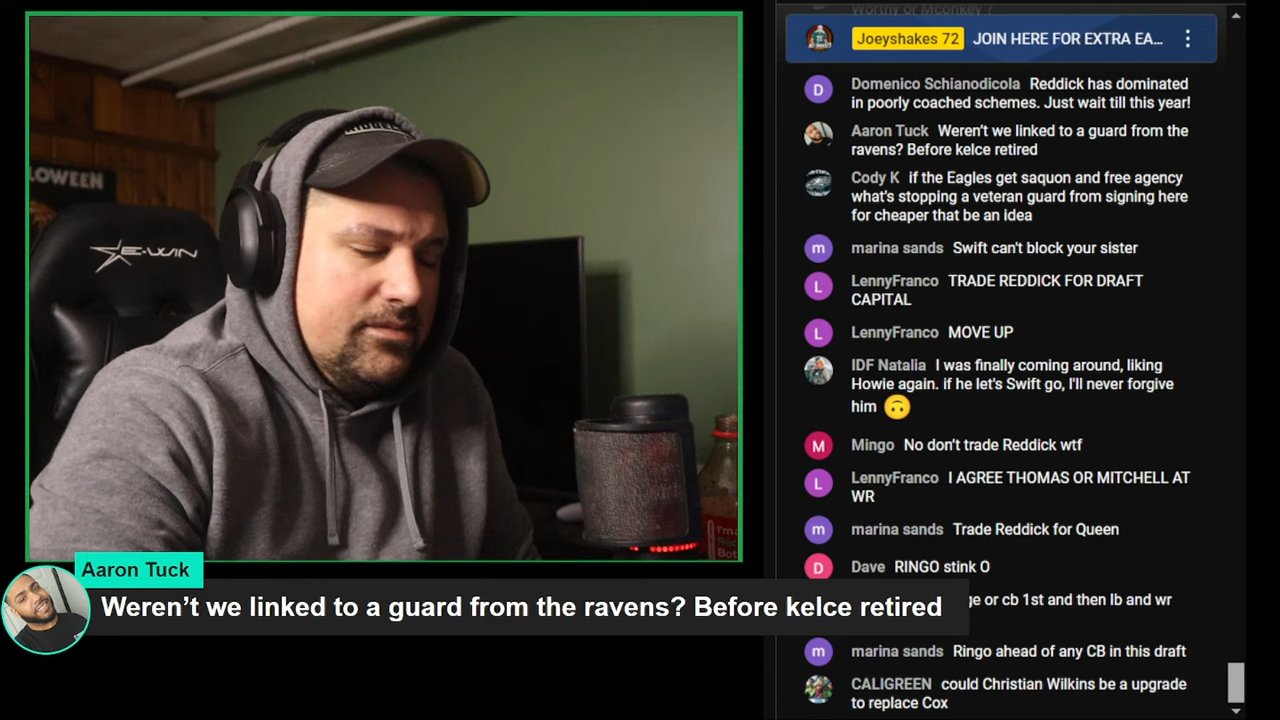 Worthy or Mconkey ?
Joeyshakes 72 JOIN HERE FOR EXTRA EA...
Domenico Schianodicola Reddick has dominated
in poorly coached schemes. Just wait till this year!
Aaron Tuck Weren't we linked to a guard from the
ravens? Before kelce retired
Cody K if the Eagles get saquon and free agency
what's stopping a veteran guard from signing here
for cheaper that be an idea
marina sands Swift can't block your sister
LennyFranco TRADE REDDICK FOR DRAFT
CAPITAL
LennyFranco MOVE UP
IDF Natalia I was finally coming around, liking
Howie again. if he let's Swift go, I'll never forgive
him 🙃
Mingo No don't trade Reddick wtf
LennyFranco I AGREE THOMAS OR MITCHELL AT
WR
marina sands Trade Reddick for Queen
Dave RINGO stink O
or cb 1st and then lb and wr
marina sands Ringo ahead of any CB in this draft
CALIGREEN could Christian Wilkins be a upgrade
to replace Cox
LOWEEN
E-WIN
Aaron Tuck
Weren't we linked to a guard from the ravens? Before kelce retired